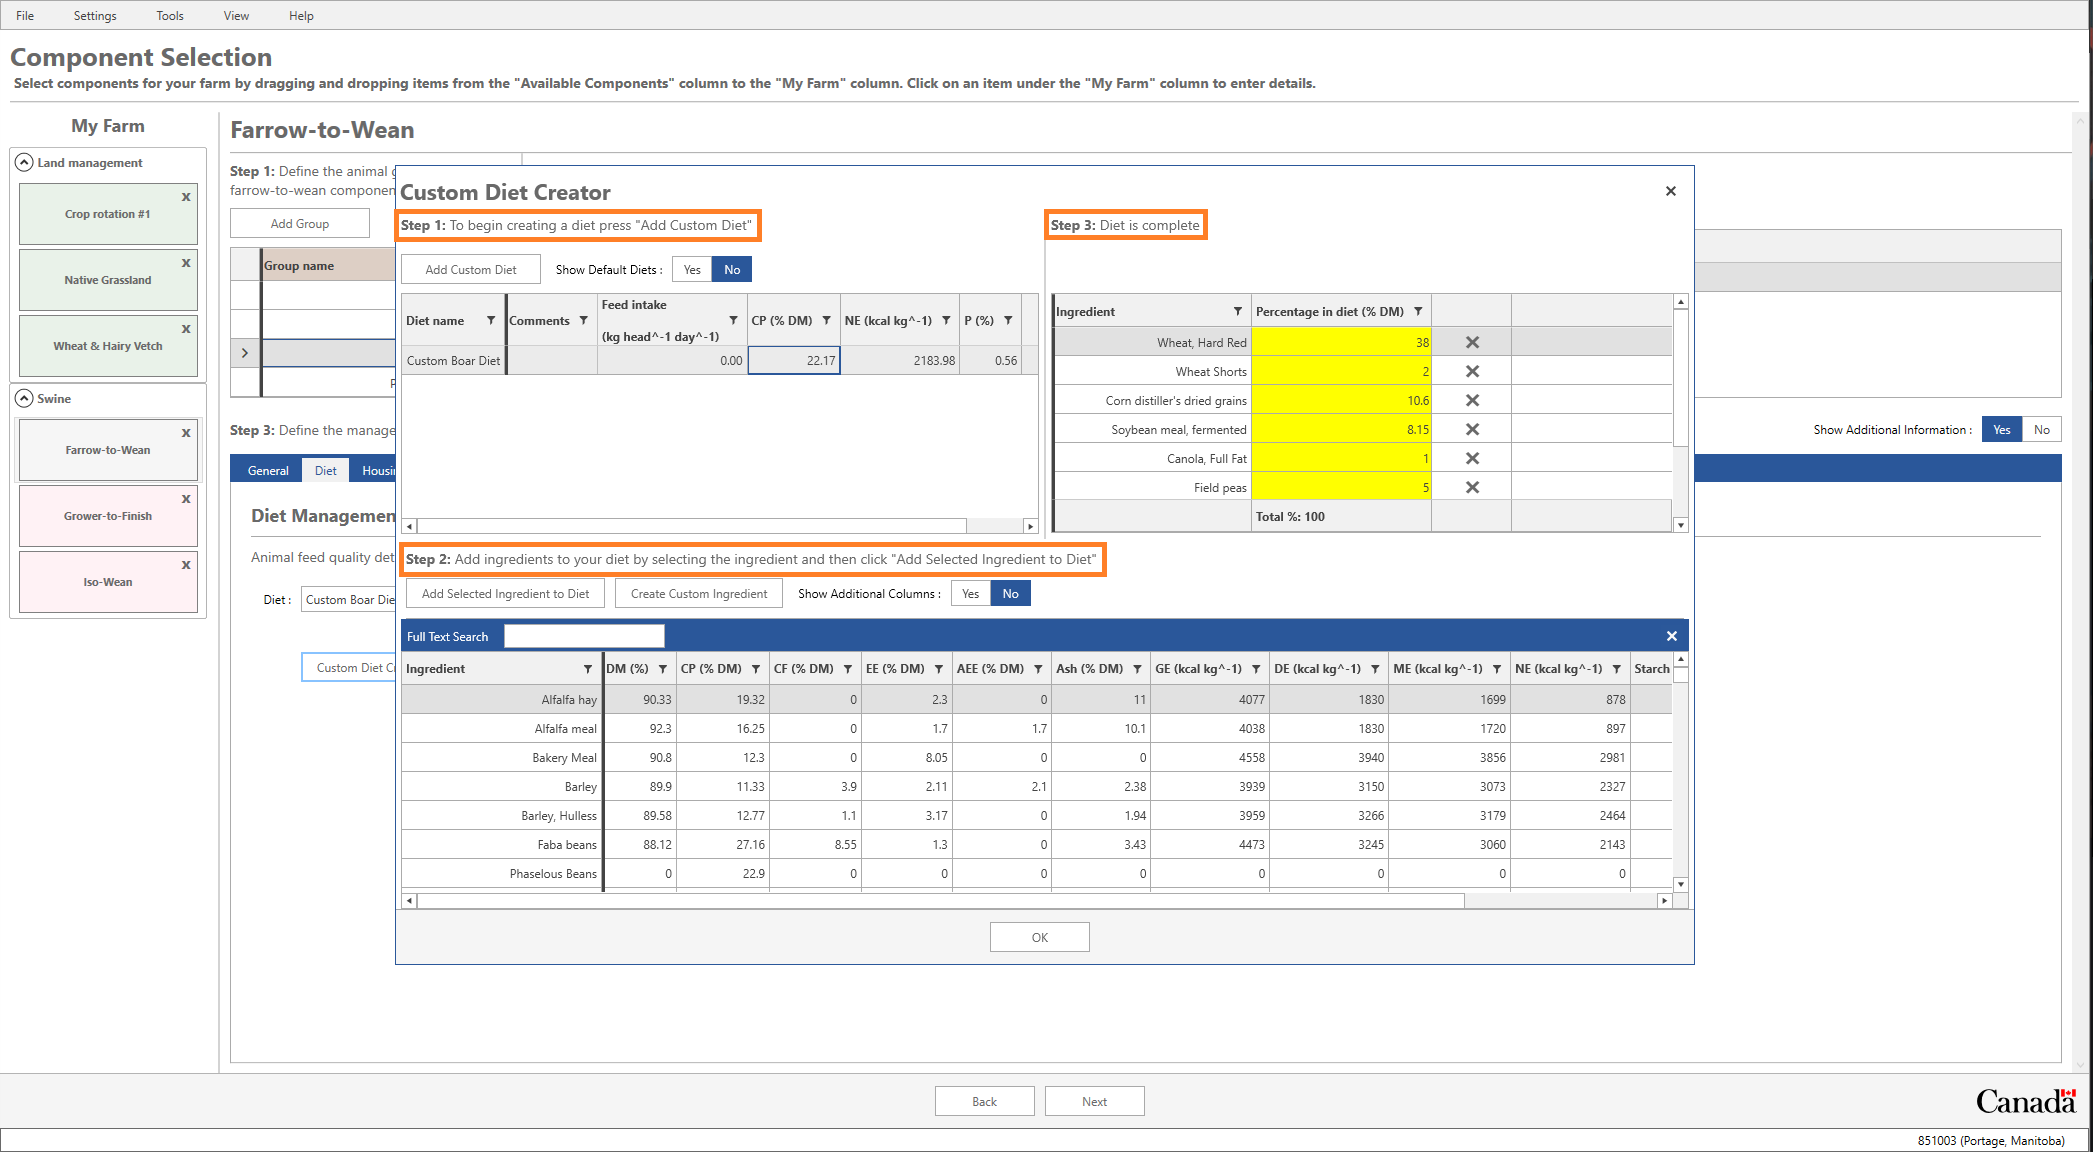 File Settings Tools View Help
Component Selection
Select components for your farm by dragging and dropping items from the "Available Components" column to the "My Farm" column. Click on an item under the "My Farm" column to enter details.
My Farm
Land management
Crop rotation #1 x
Native Grassland x
Wheat & Hairy Vetch x
Swine
Farrow-to-Wean x
Grower-to-Finish x
Iso-Wean x
Farrow-to-Wean
Step 1: Define the animal g
farrow-to-wean componen
Add Group
Group name
P
Step 3: Define the manage
Show Additional Information : Yes No
General Diet Housin
Diet Managemen
Animal feed quality det
Diet : Custom Boar Die
Custom Diet Cr
Custom Diet Creator
Step 1: To begin creating a diet press "Add Custom Diet"
Add Custom Diet Show Default Diets : Yes No
Diet name Comments Feed intake (kg head^-1 day^-1) CP (% DM) NE (kcal kg^-1) P (%)
Custom Boar Diet 0.00 22.17 2183.98 0.56
Step 3: Diet is complete
Ingredient Percentage in diet (% DM)
Wheat, Hard Red 38
Wheat Shorts 2
Corn distiller's dried grains 10.6
Soybean meal, fermented 8.15
Canola, Full Fat 1
Field peas 5
Total %: 100
Step 2: Add ingredients to your diet by selecting the ingredient and then click "Add Selected Ingredient to Diet"
Add Selected Ingredient to Diet Create Custom Ingredient Show Additional Columns : Yes No
Full Text Search
Ingredient DM (%) CP (% DM) CF (% DM) EE (% DM) AEE (% DM) Ash (% DM) GE (kcal kg^-1) DE (kcal kg^-1) ME (kcal kg^-1) NE (kcal kg^-1) Starch
Alfalfa hay 90.33 19.32 0 2.3 0 11 4077 1830 1699 878
Alfalfa meal 92.3 16.25 0 1.7 1.7 10.1 4038 1830 1720 897
Bakery Meal 90.8 12.3 0 8.05 0 0 4558 3940 3856 2981
Barley 89.9 11.33 3.9 2.11 2.1 2.38 3939 3150 3073 2327
Barley, Hulless 89.58 12.77 1.1 3.17 0 1.94 3959 3266 3179 2464
Faba beans 88.12 27.16 8.55 1.3 0 3.43 4473 3245 3060 2143
Phaselous Beans 0 22.9 0 0 0 0 0 0 0 0
OK
Back Next
Canada
851003 (Portage, Manitoba)